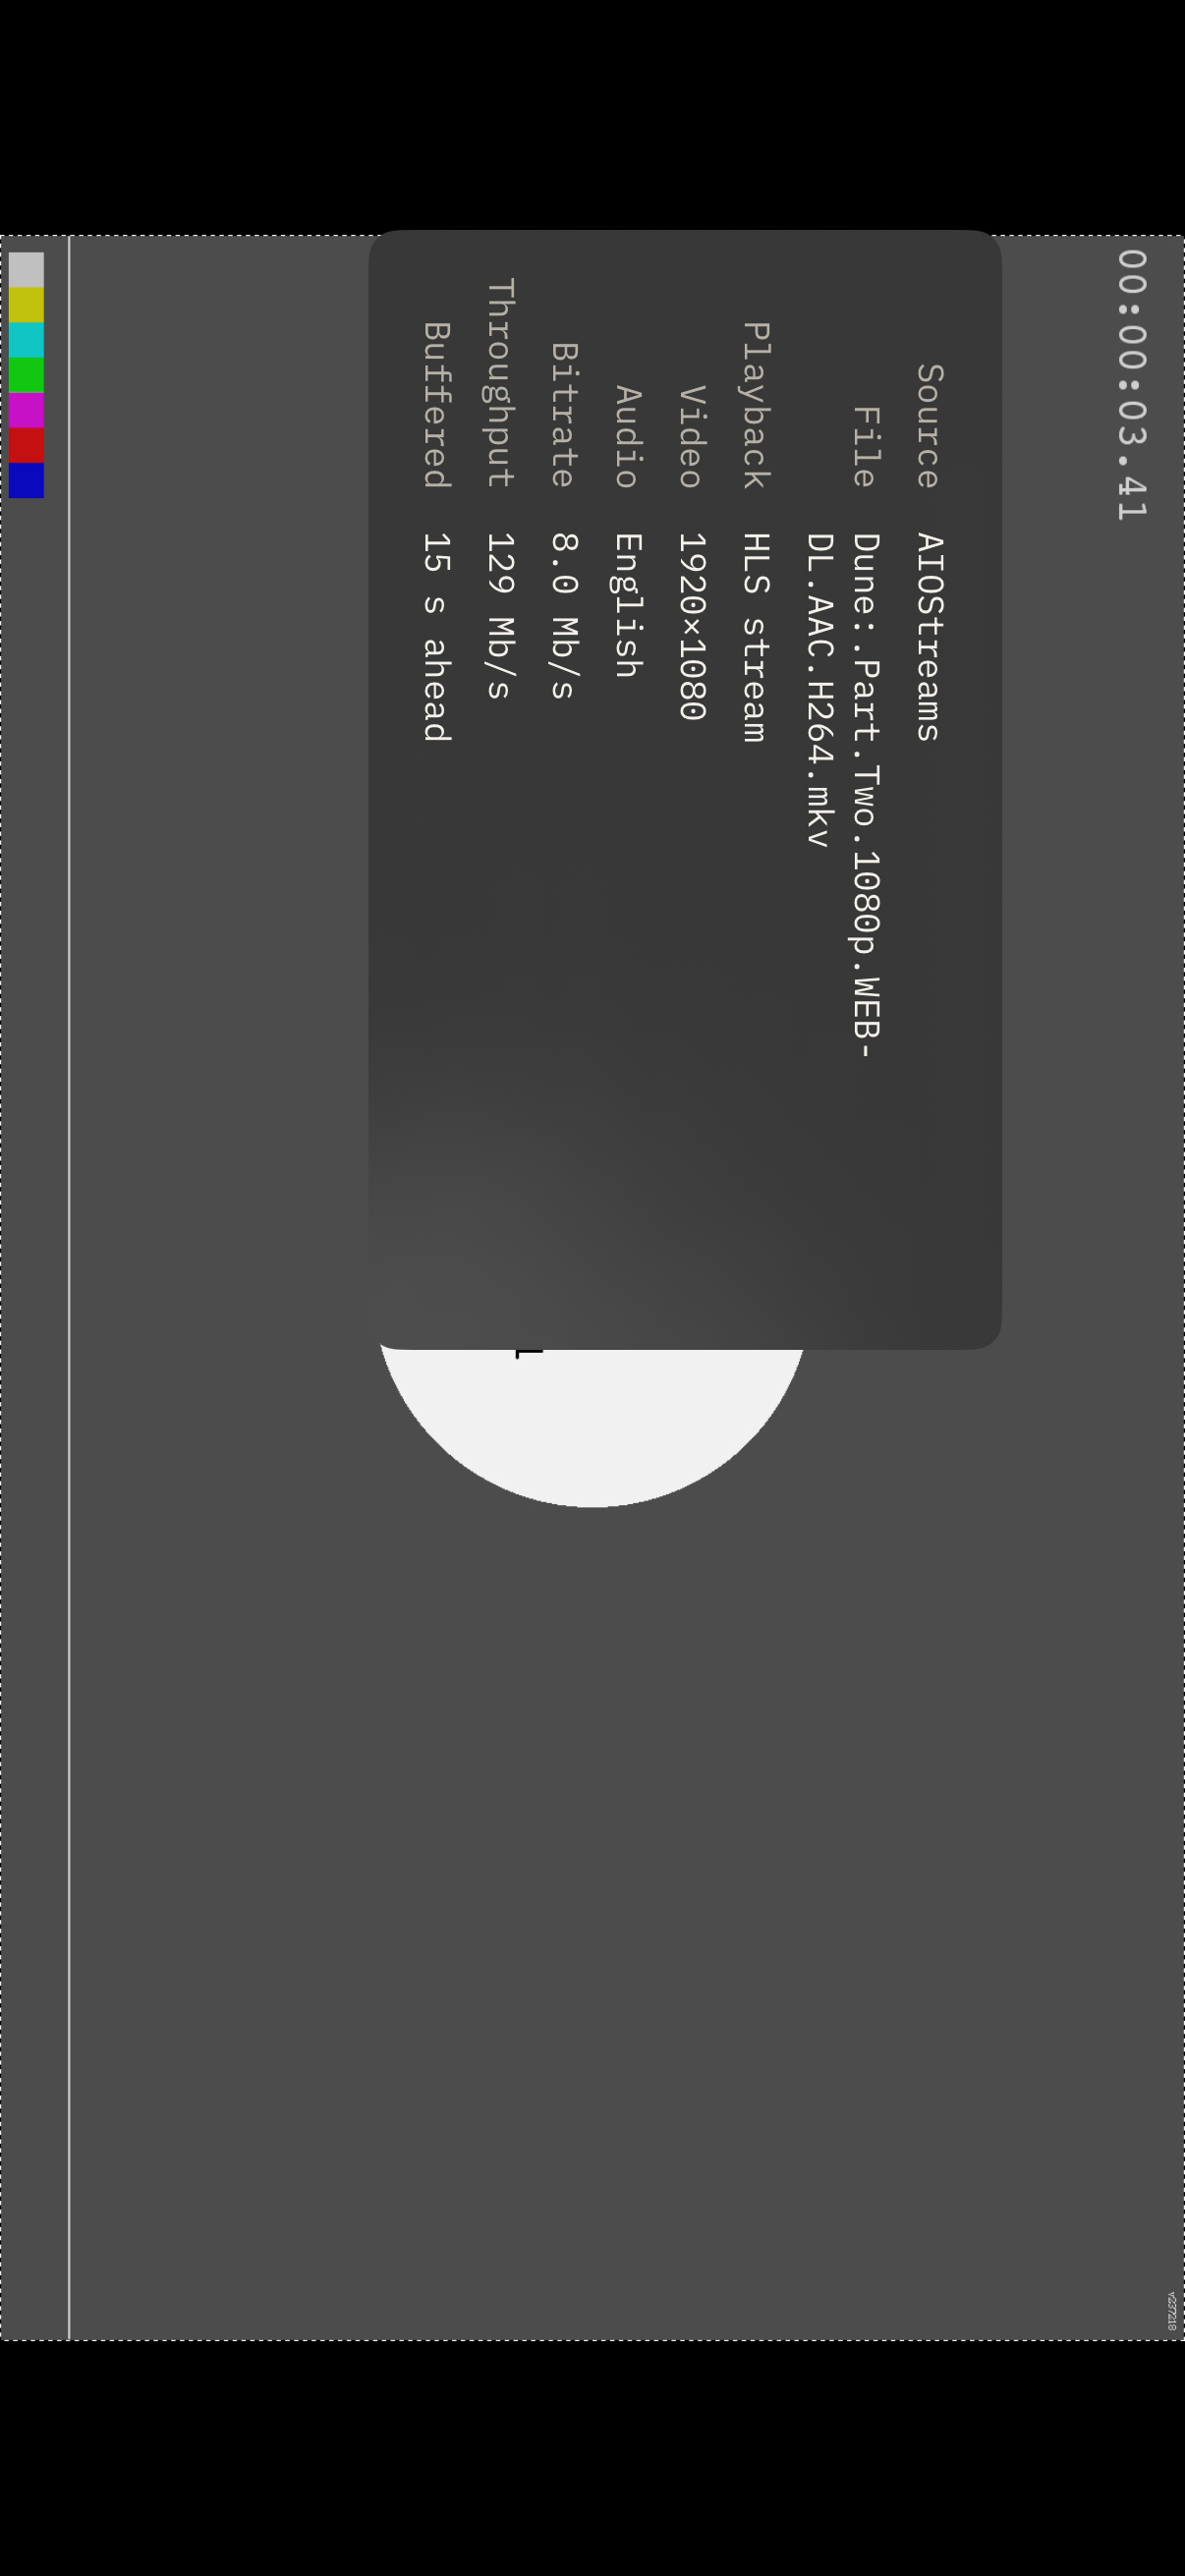 00:00:03.41
Source AIOStreams
File Dune:.Part.Two.1080p.WEB-
DL.AAC.H264.mkv
Playback HLS stream
Video 1920×1080
Audio English
Bitrate 8.0 Mb/s
Throughput 129 Mb/s
Buffered 15 s ahead
v237218